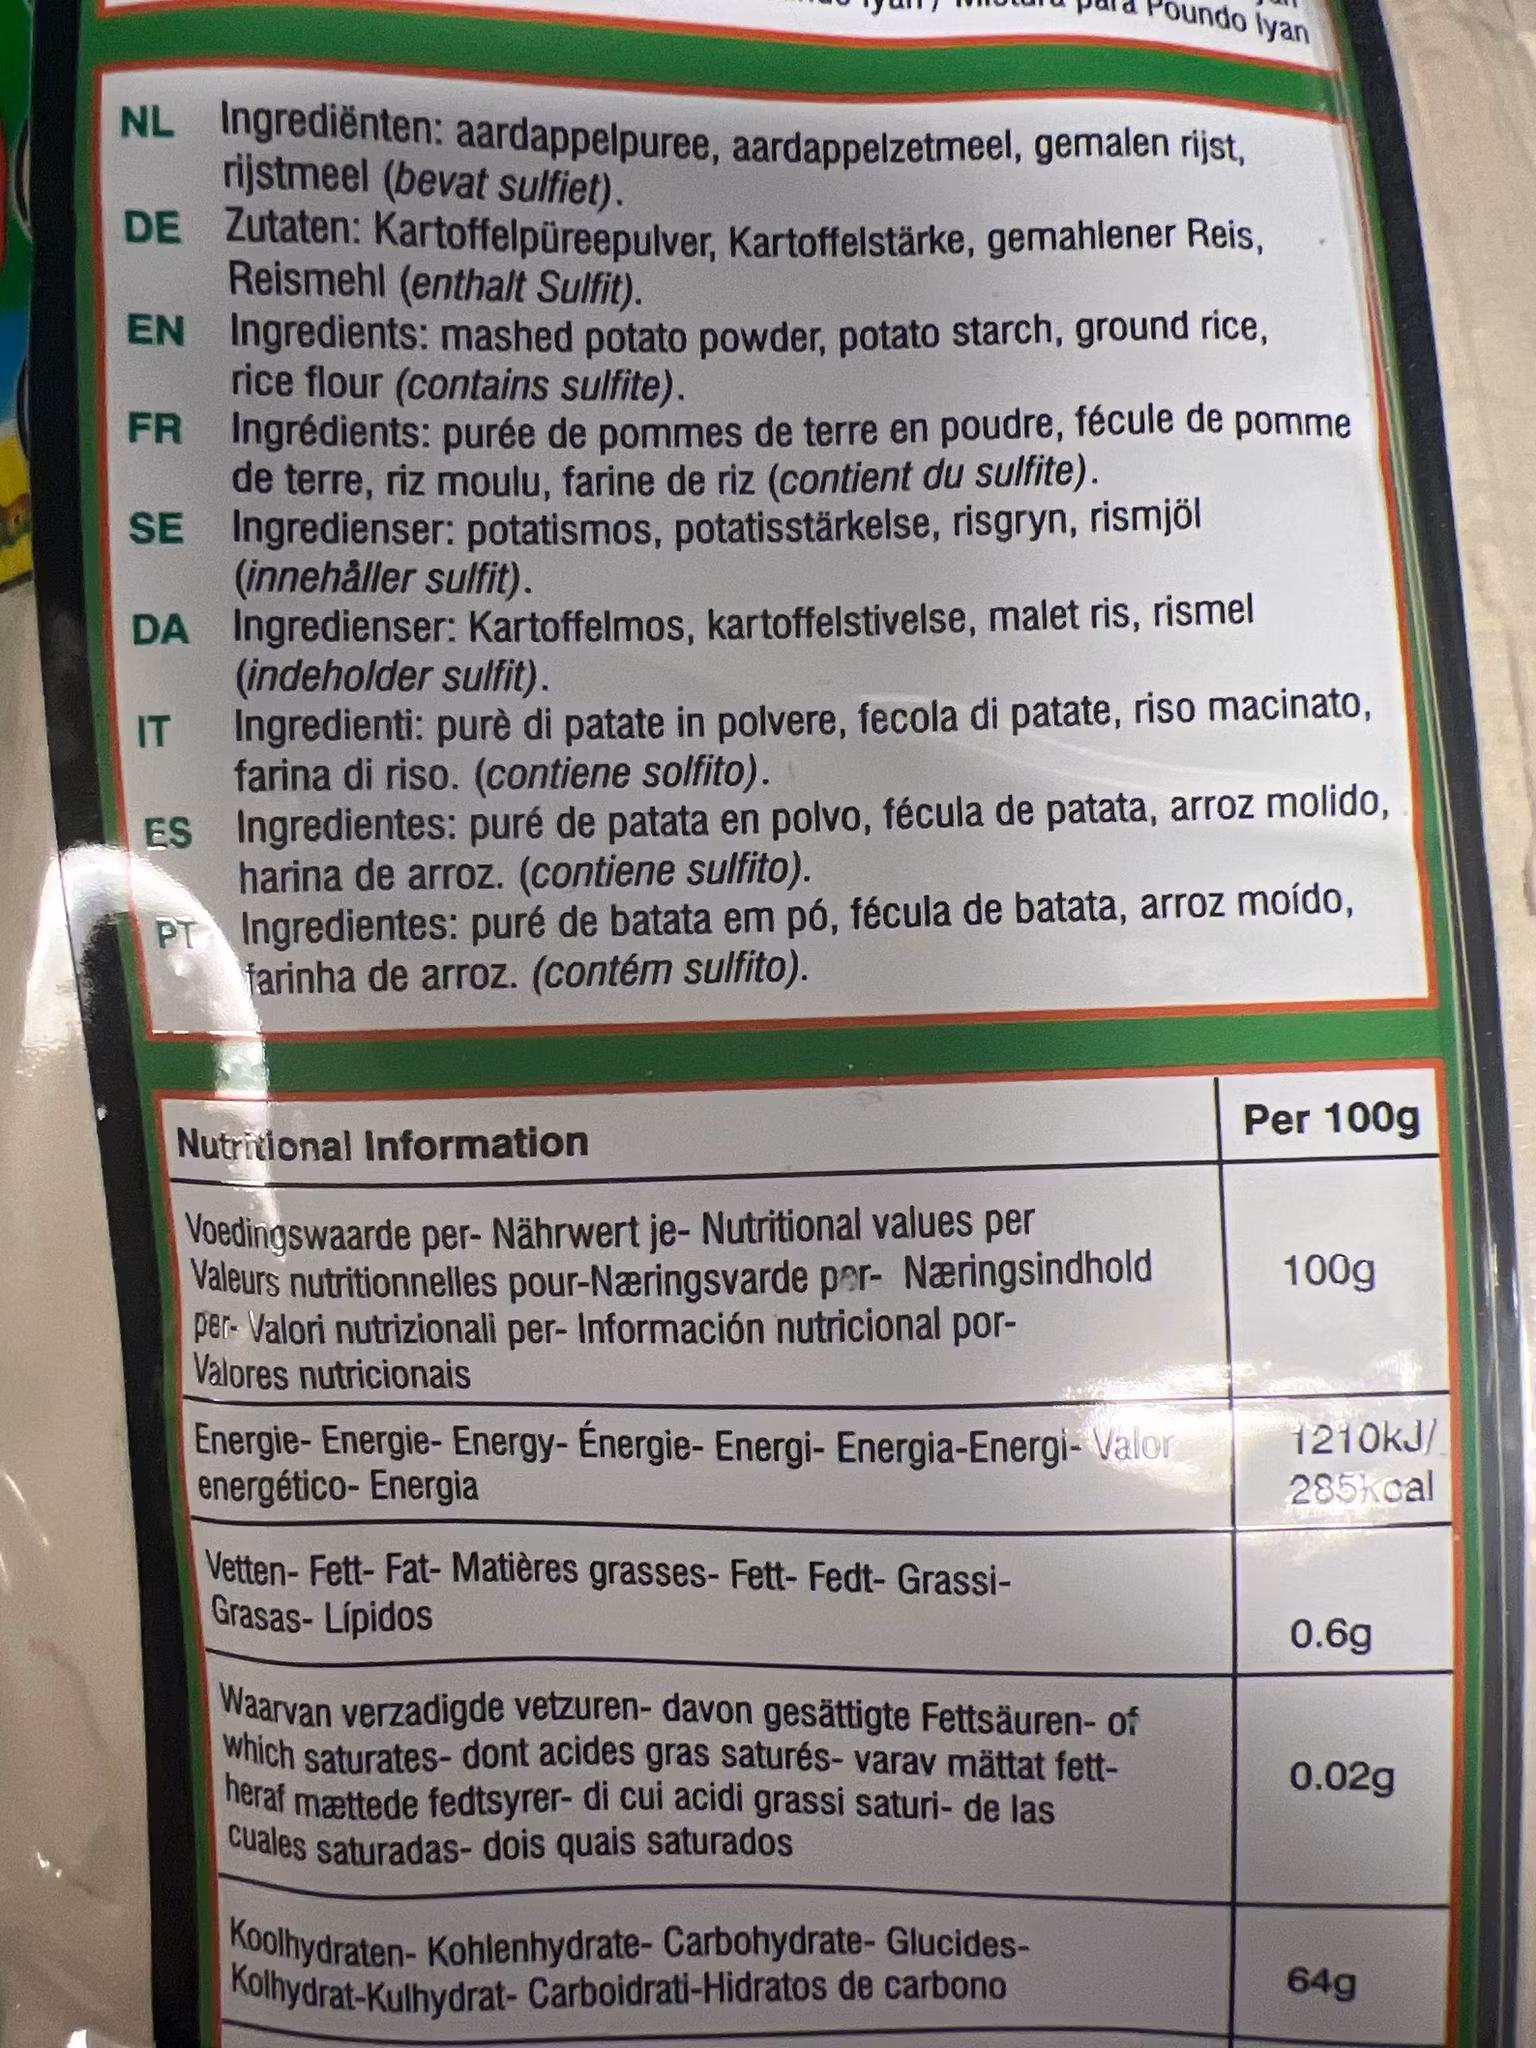 para Poundo Iyan
NL Ingrediënten: aardappelpuree, aardappelzetmeel, gemalen rijst,
rijstmeel (bevat sulfiet).
DE Zutaten: Kartoffelpüreepulver, Kartoffelstärke, gemahlener Reis,
Reismehl (enthalt Sulfit).
EN Ingredients: mashed potato powder, potato starch, ground rice,
rice flour (contains sulfite).
FR Ingrédients: purée de pommes de terre en poudre, fécule de pomme
de terre, riz moulu, farine de riz (contient du sulfite).
SE Ingredienser: potatismos, potatisstärkelse, risgryn, rismjöl
(innehåller sulfit).
DA Ingredienser: Kartoffelmos, kartoffelstivelse, malet ris, rismel
(indeholder sulfit).
IT Ingredienti: purè di patate in polvere, fecola di patate, riso macinato,
farina di riso. (contiene solfito).
ES Ingredientes: puré de patata en polvo, fécula de patata, arroz molido,
harina de arroz. (contiene sulfito).
PT Ingredientes: puré de batata em pó, fécula de batata, arroz moído,
farinha de arroz. (contém sulfito).
Nutritional Information Per 100g
Voedingswaarde per- Nährwert je- Nutritional values per
Valeurs nutritionnelles pour-Næringsvarde per- Næringsindhold
per- Valori nutrizionali per- Información nutricional por-
Valores nutricionais
100g
Energie- Energie- Energy- Énergie- Energi- Energia-Energi- Valor
energético- Energia
1210kJ/
285kcal
Vetten- Fett- Fat- Matières grasses- Fett- Fedt- Grassi-
Grasas- Lípidos
0.6g
Waarvan verzadigde vetzuren- davon gesättigte Fettsäuren- of
which saturates- dont acides gras saturés- varav mättat fett-
heraf mættede fedtsyrer- di cui acidi grassi saturi- de las
cuales saturadas- dois quais saturados
0.02g
Koolhydraten- Kohlenhydrate- Carbohydrate- Glucides-
Kolhydrat-Kulhydrat- Carboidrati-Hidratos de carbono
64g